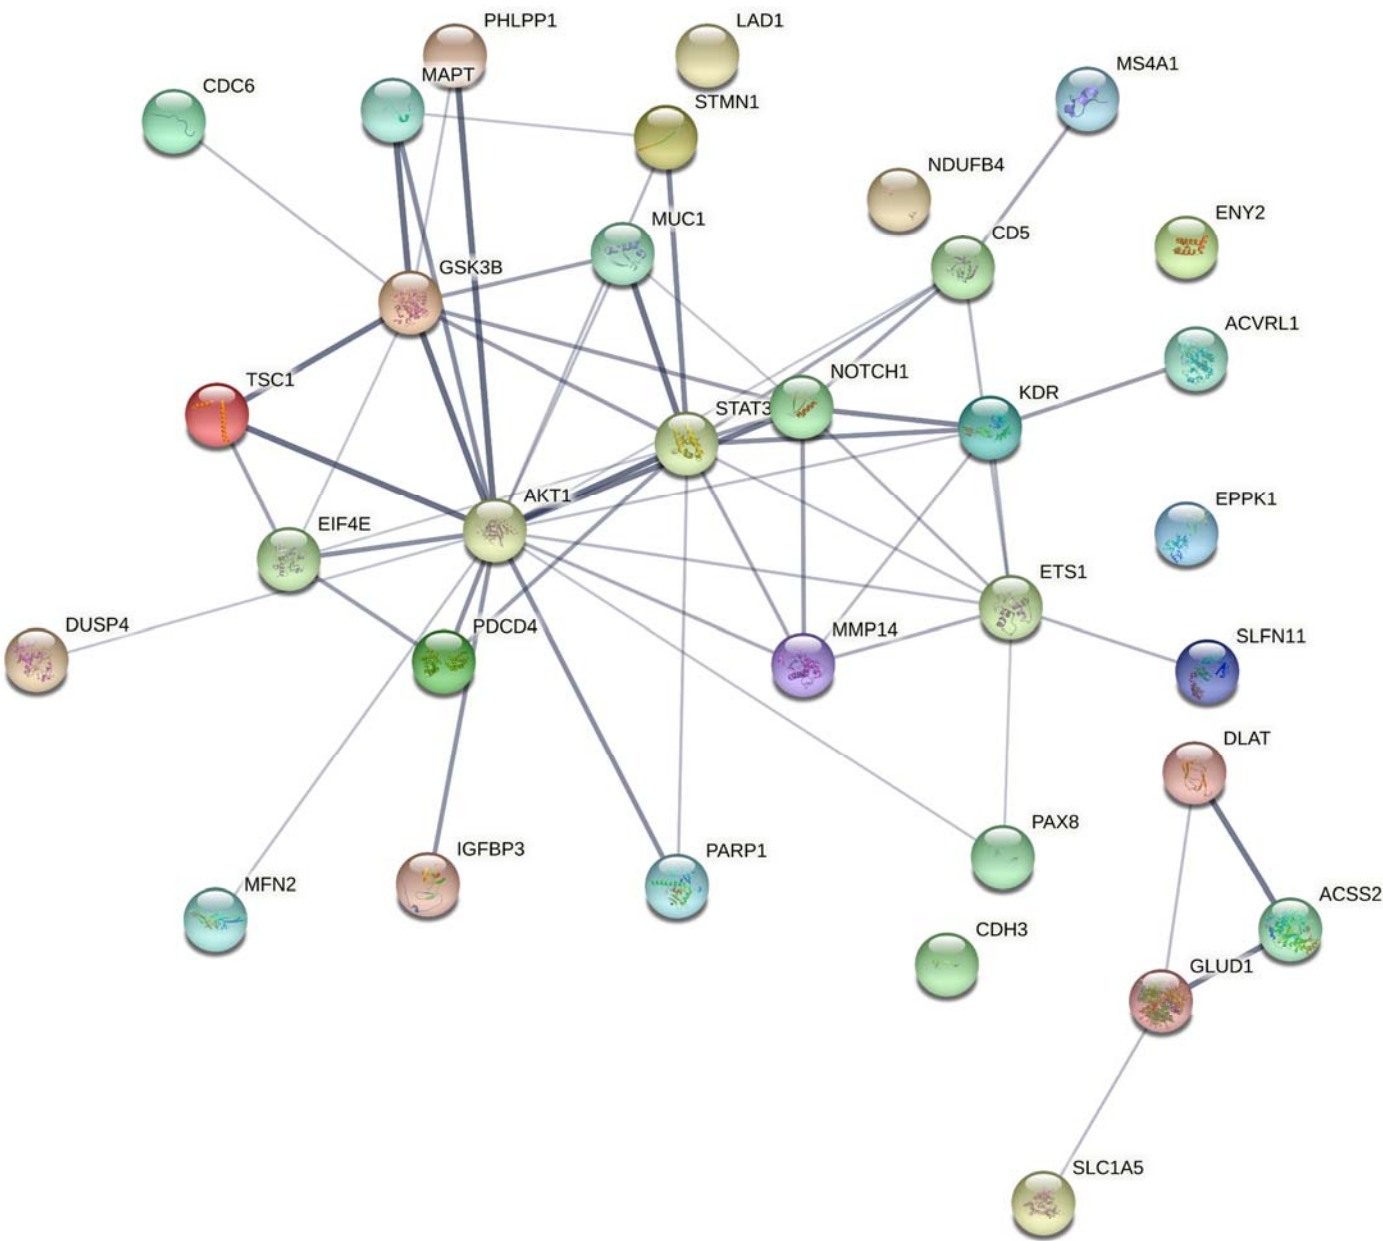 PHLPP1
LAD1
MS4A1
MAPT
CDC6
STMN1
NDUFB4
ENY2
MUC1
CD5
GSK3B
ACVRL1
TSC1
NOTCH1
KDR
STAT3
AKT1
EPPK1
EIF4E
ETS1
DUSP4
PDCD4
MMP14
SLFN11
DLAT
PAX8
IGFBP3
PARP1
MFN2
ACSS2
CDH3
GLUD1
SLC1A5